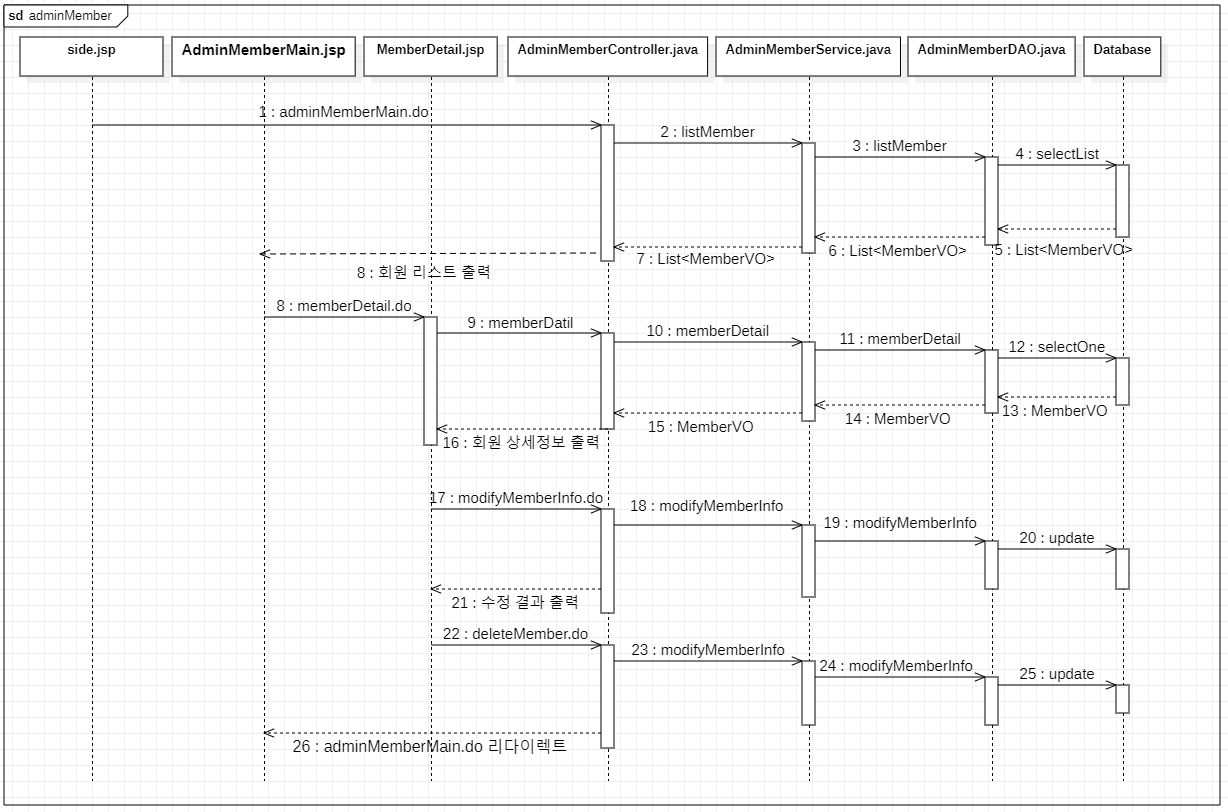 sd adminMember
side.jsp
AdminMemberMain.jsp
MemberDetail.jsp
AdminMemberController.java
AdminMemberService.java
AdminMemberDAO.java
Database
1 : adminMemberMain.do
2 : listMember
3 : listMember
4 : selectList
5 : List<MemberVO>
6 : List<MemberVO>
7 : List<MemberVO>
8 : 회원 리스트 출력
8 : memberDetail.do
9 : memberDatil
10 : memberDetail
11 : memberDetail
12 : selectOne
13 : MemberVO
14 : MemberVO
15 : MemberVO
16 : 회원 상세정보 출력
17 : modifyMemberInfo.do
18 : modifyMemberInfo
19 : modifyMemberInfo
20 : update
21 : 수정 결과 출력
22 : deleteMember.do
23 : modifyMemberInfo
24 : modifyMemberInfo
25 : update
26 : adminMemberMain.do 리다이렉트